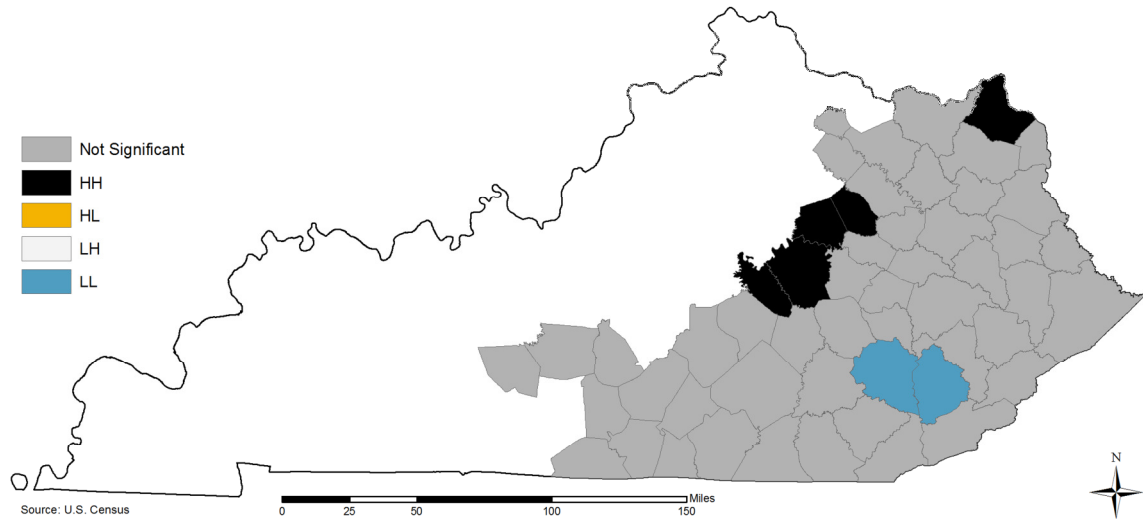 Not Significant
HH
HL
LH
LL
N
Miles
0 25 50 100 150
Source: U.S. Census